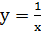 y = 1/x